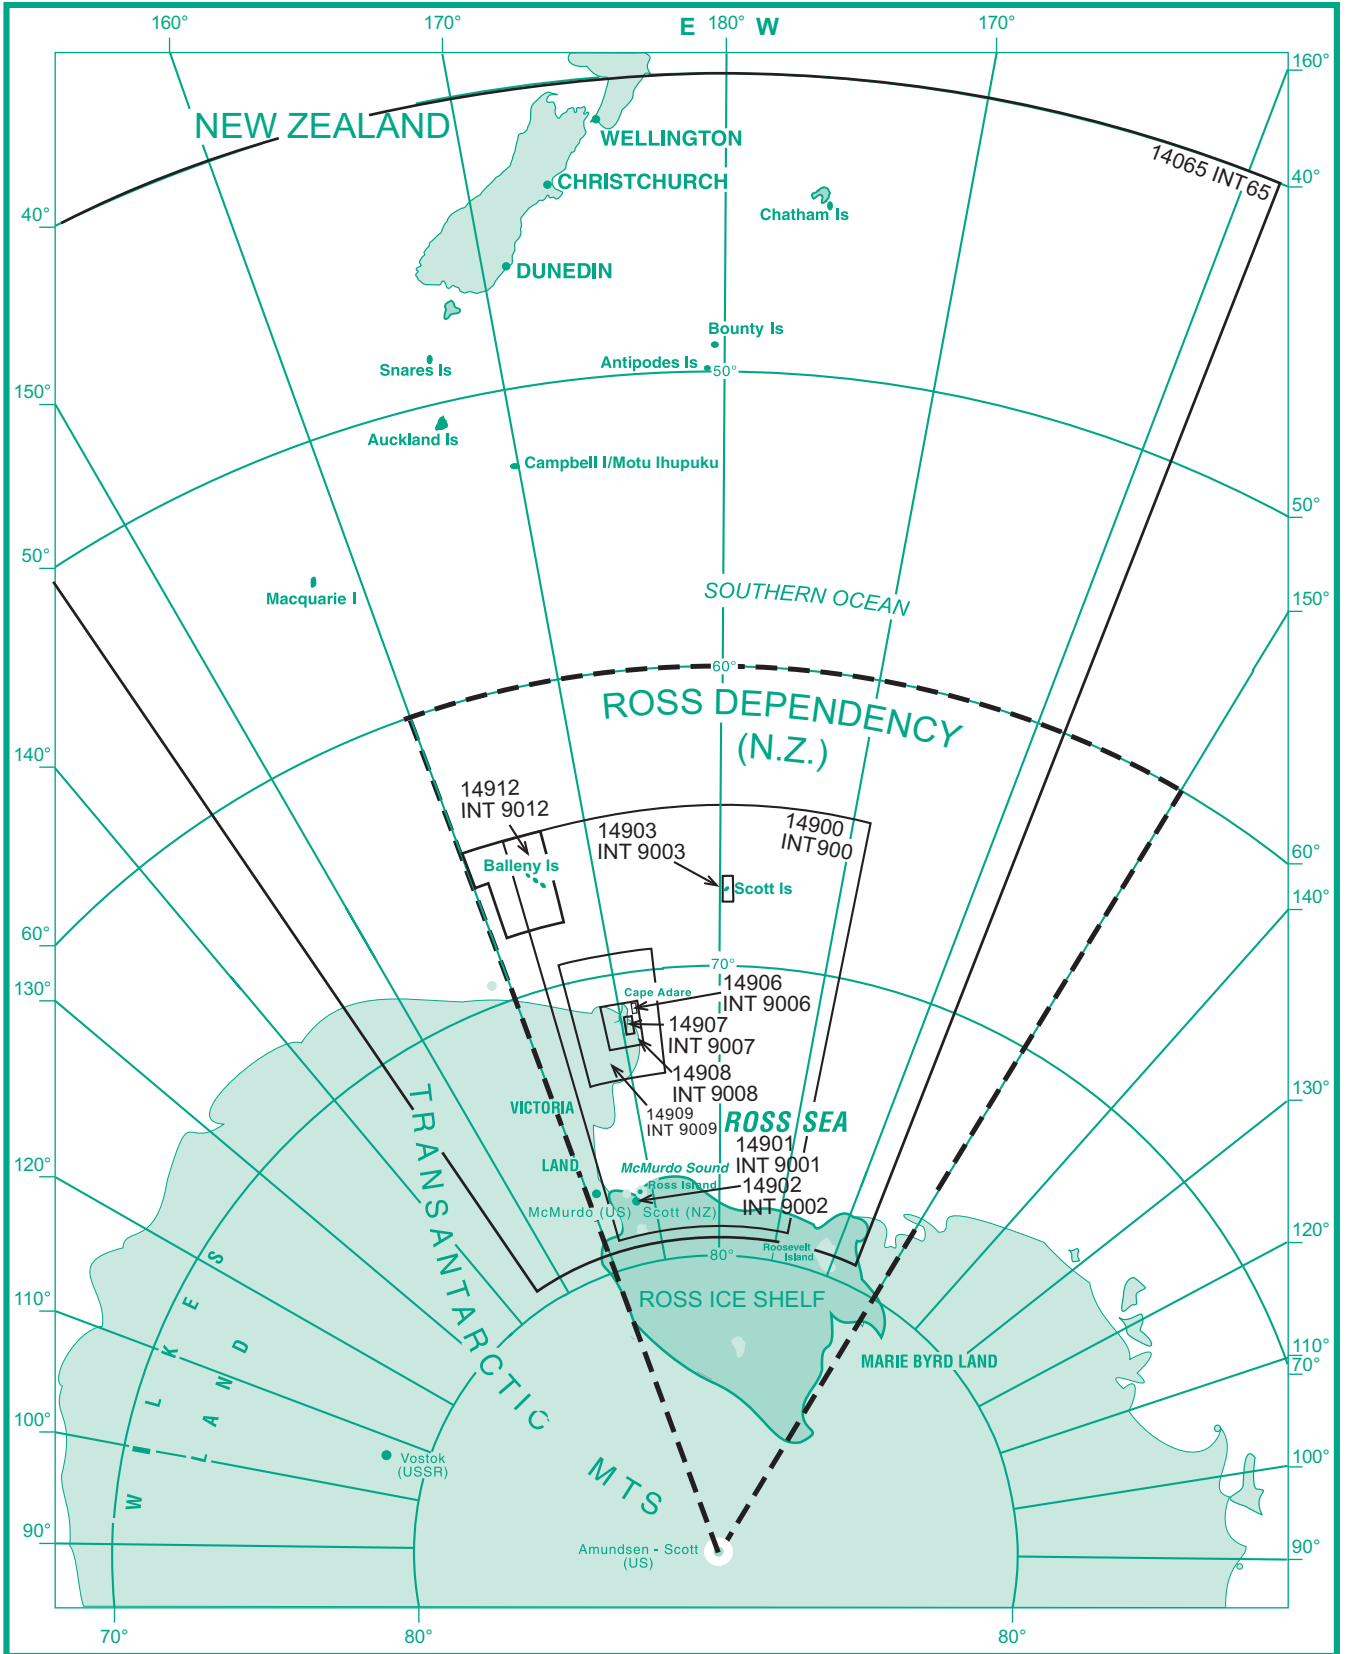 160°
170°
E 180° W
170°
160°
NEW ZEALAND
WELLINGTON
14065 INT 65
CHRISTCHURCH
40°
40°
Chatham Is
DUNEDIN
Bounty Is
Antipodes Is
50°
Snares Is
150°
Auckland Is
Campbell I/Motu Ihupuku
50°
50°
Macquarie I
SOUTHERN OCEAN
150°
60°
ROSS DEPENDENCY
(N.Z.)
140°
14912
INT 9012
14903
INT 9003
14900
INT900
60°
Balleny Is
Scott Is
140°
60°
70°
130°
Cape Adare
14906
INT 9006
14907
INT 9007
14908
INT 9008
130°
VICTORIA
14909
INT 9009
ROSS SEA
14901
INT 9001
LAND
McMurdo Sound
Ross Island
14902
INT 9002
120°
McMurdo (US)
Scott (NZ)
120°
TRANSANTARCTIC MTS
Roosevelt
Island
80°
ROSS ICE SHELF
110°
110°
70°
MARIE BYRD LAND
WILKES
LAND
100°
Vostok
(USSR)
100°
90°
Amundsen - Scott
(US)
90°
70°
80°
80°